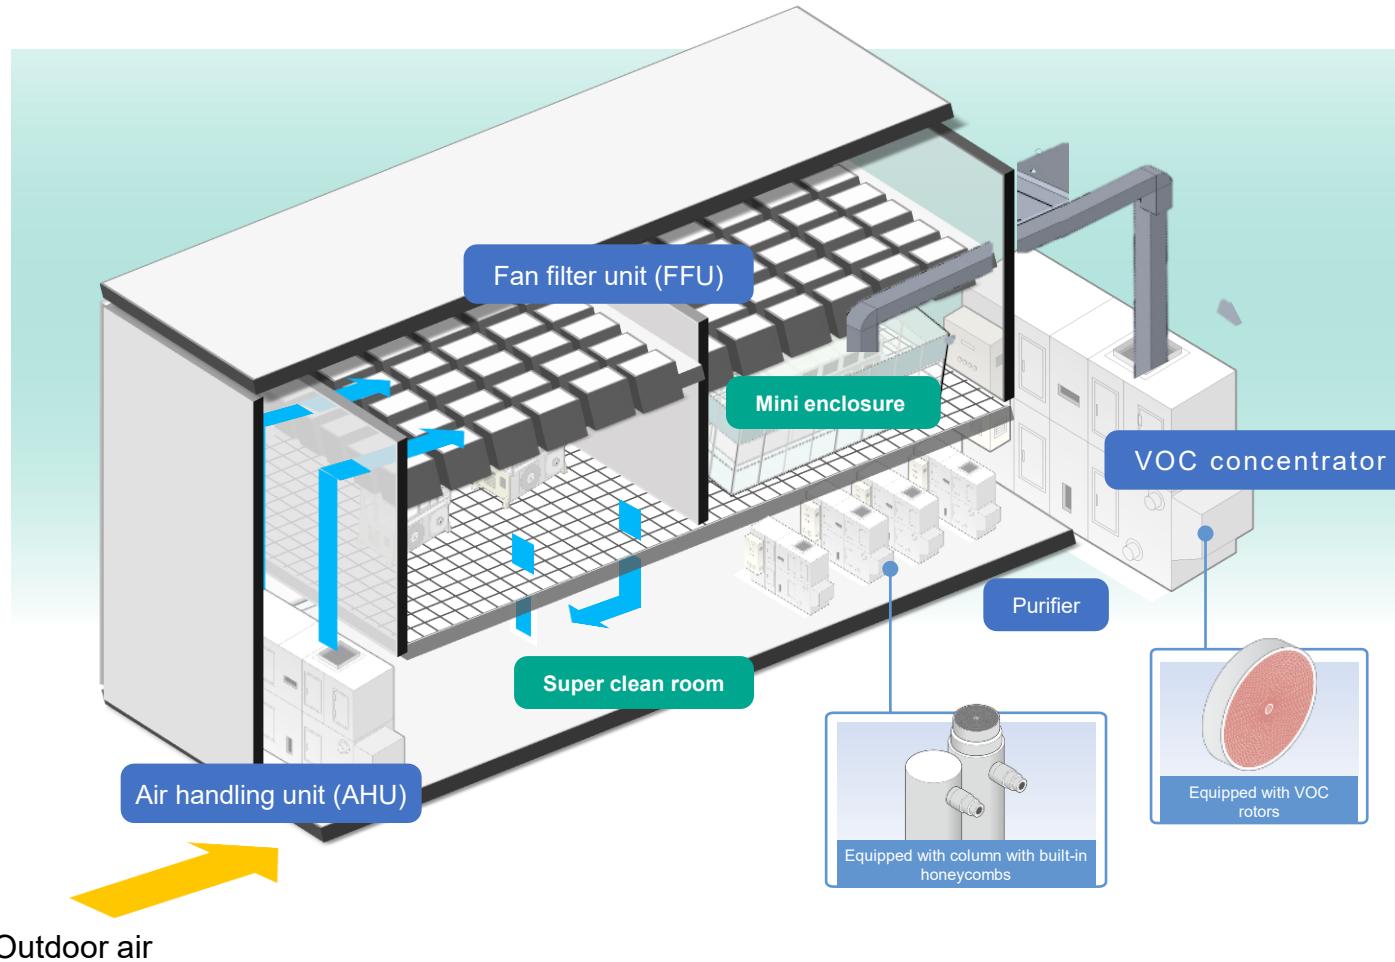 Fan filter unit (FFU)
Mini enclosure
VOC concentrator
Purifier
Super clean room
Air handling unit (AHU)
Equipped with VOC
rotors
Equipped with column with built-in
honeycombs
Outdoor air